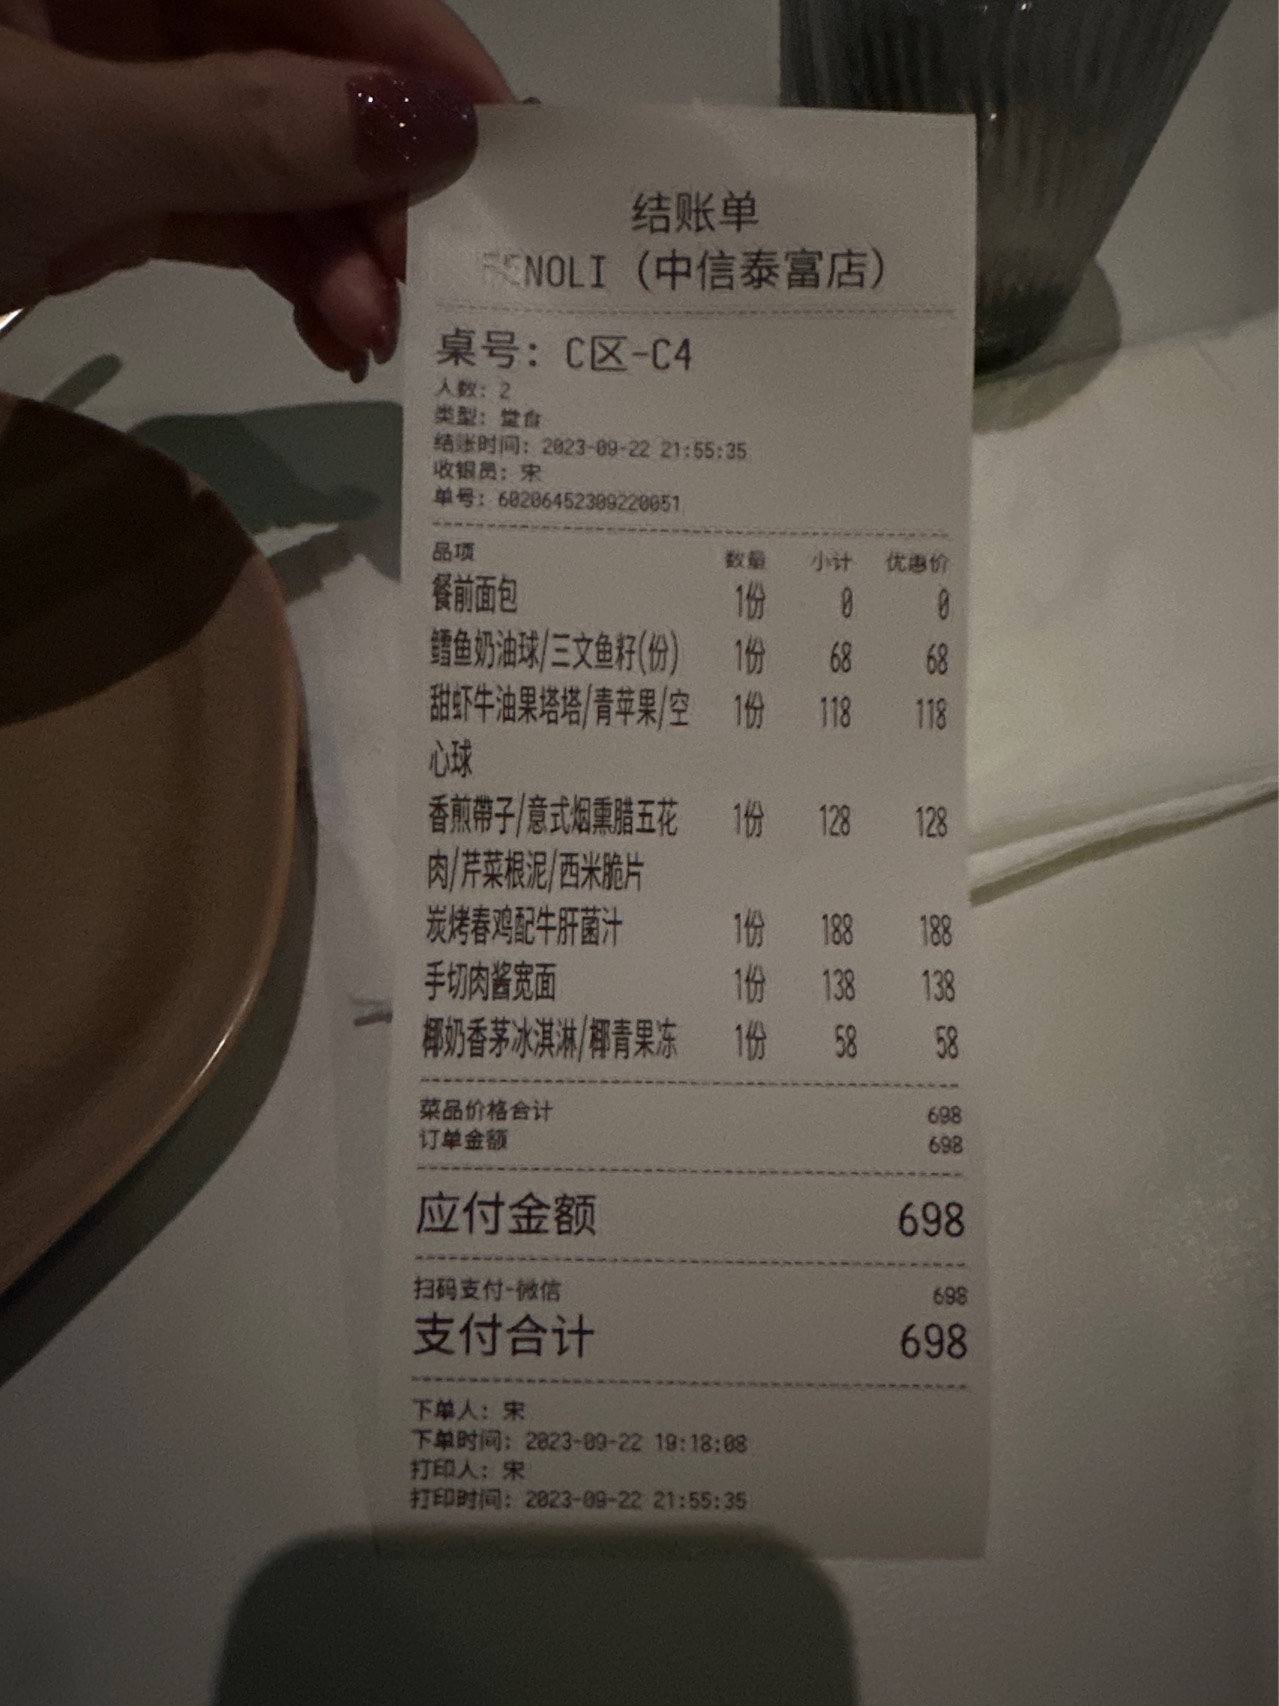 结账单
FENOLI（中信泰富店）
桌号：C区-C4
人数：2
类型：堂食
结账时间：2023-09-22 21:55:35
收银员：宋
单号：60206452309220051
品项 数量 小计 优惠价
餐前面包 1份 0 0
鳕鱼奶油球/三文鱼籽(份) 1份 68 68
甜虾牛油果塔塔/青苹果/空 1份 118 118
心球
香煎帶子/意式烟熏腊五花 1份 128 128
肉/芹菜根泥/西米脆片
炭烤春鸡配牛肝菌汁 1份 188 188
手切肉酱宽面 1份 138 138
椰奶香茅冰淇淋/椰青果冻 1份 58 58
菜品价格合计 698
订单金额 698
应付金额 698
扫码支付-微信 698
支付合计 698
下单人：宋
下单时间：2023-09-22 19:18:08
打印人：宋
打印时间：2023-09-22 21:55:35